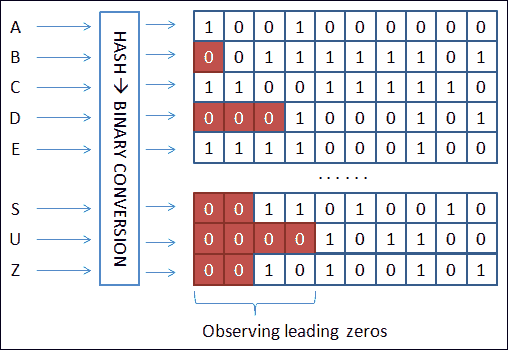 A 1 0 0 1 0 0 0 0 0 0
B 0 0 1 1 1 1 1 1 0 1
C 1 1 0 0 1 1 1 1 1 0
D 0 0 0 1 0 0 0 1 0 1
E 1 1 1 1 0 0 0 1 0 0
......
S 0 0 1 1 0 1 0 0 1 0
U 0 0 0 0 1 0 1 1 0 0
Z 0 0 1 0 1 0 0 1 0 1
HASH → BINARY CONVERSION
Observing leading zeros